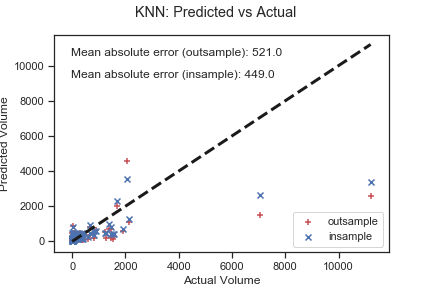 KNN: Predicted vs Actual
Mean absolute error (outsample): 521.0
Mean absolute error (insample): 449.0
10000
8000
6000
4000
2000
0
Predicted Volume
0 2000 4000 6000 8000 10000
Actual Volume
outsample
insample